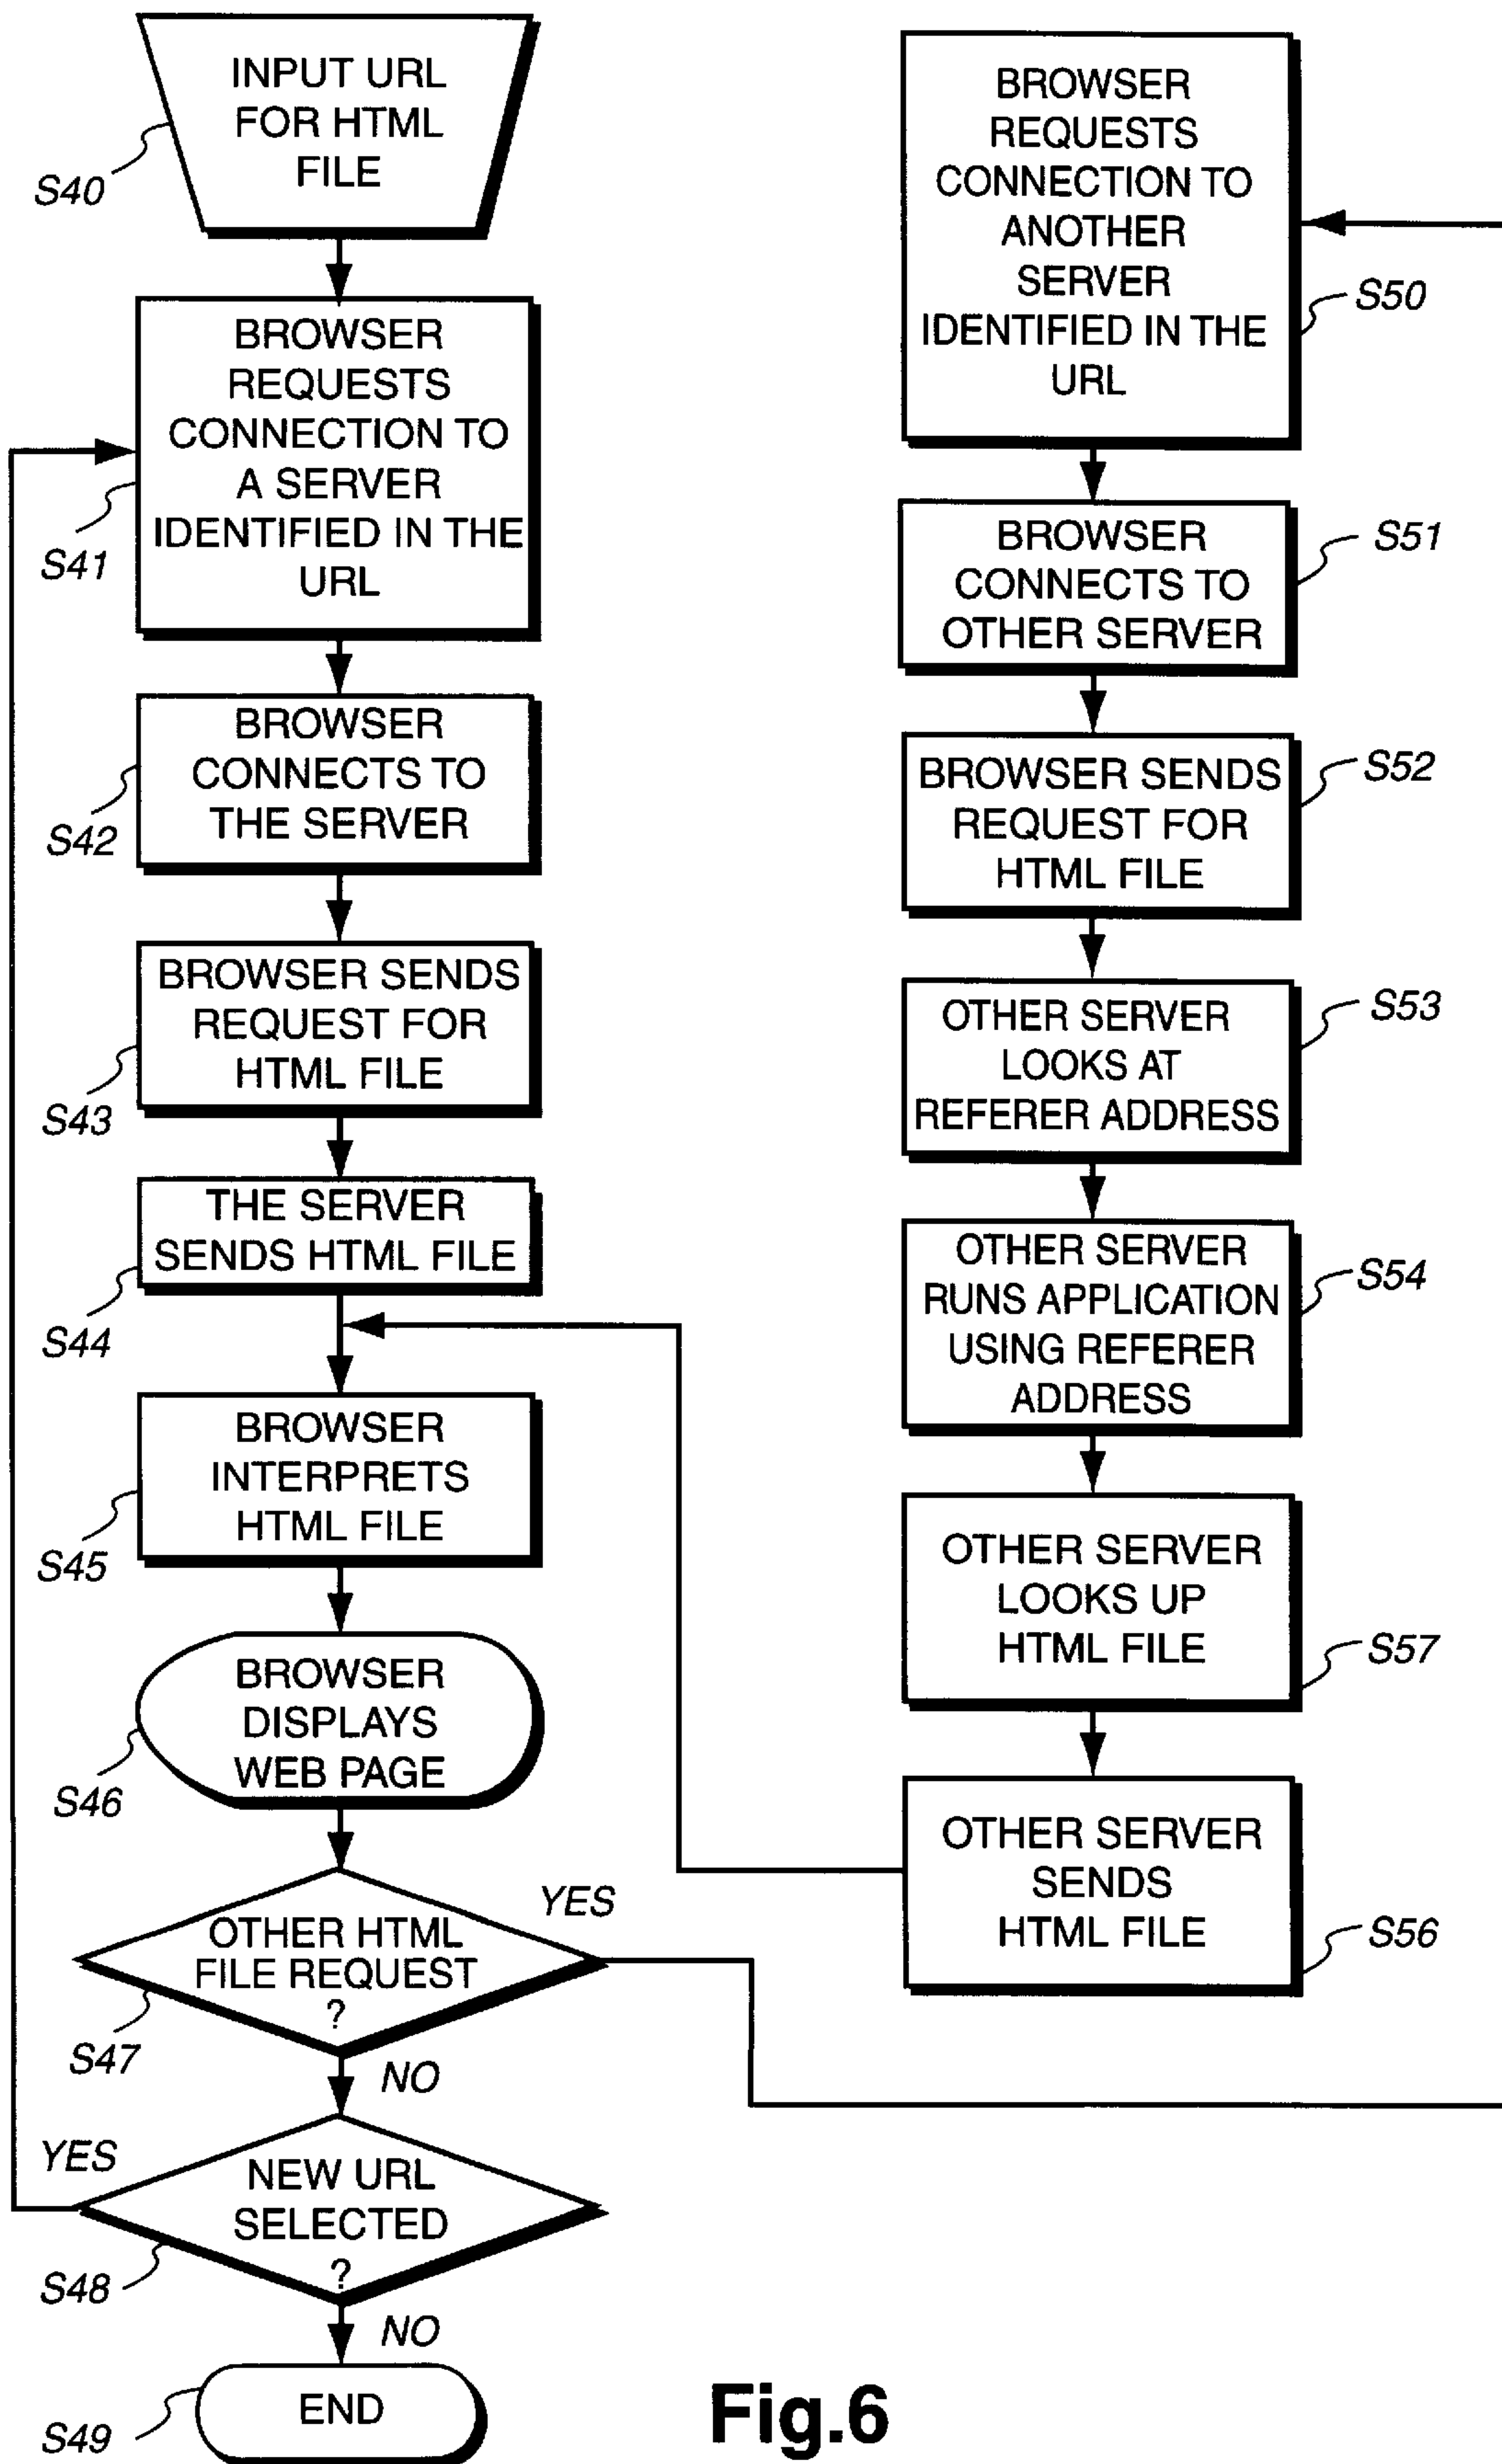 INPUT URL
FOR HTML
FILE
S40
BROWSER
REQUESTS
CONNECTION TO
A SERVER
IDENTIFIED IN THE
URL
S41
BROWSER
CONNECTS TO
THE SERVER
S42
BROWSER SENDS
REQUEST FOR
HTML FILE
S43
THE SERVER
SENDS HTML FILE
S44
BROWSER
INTERPRETS
HTML FILE
S45
BROWSER
DISPLAYS
WEB PAGE
S46
OTHER HTML
FILE REQUEST
?
YES
S47
NO
NEW URL
SELECTED
?
YES
S48
NO
END
S49
BROWSER
REQUESTS
CONNECTION TO
ANOTHER
SERVER
IDENTIFIED IN THE
URL
S50
BROWSER
CONNECTS TO
OTHER SERVER
S51
BROWSER SENDS
REQUEST FOR
HTML FILE
S52
OTHER SERVER
LOOKS AT
REFERER ADDRESS
S53
OTHER SERVER
RUNS APPLICATION
USING REFERER
ADDRESS
S54
OTHER SERVER
LOOKS UP
HTML FILE
S57
OTHER SERVER
SENDS
HTML FILE
S56
Fig.6